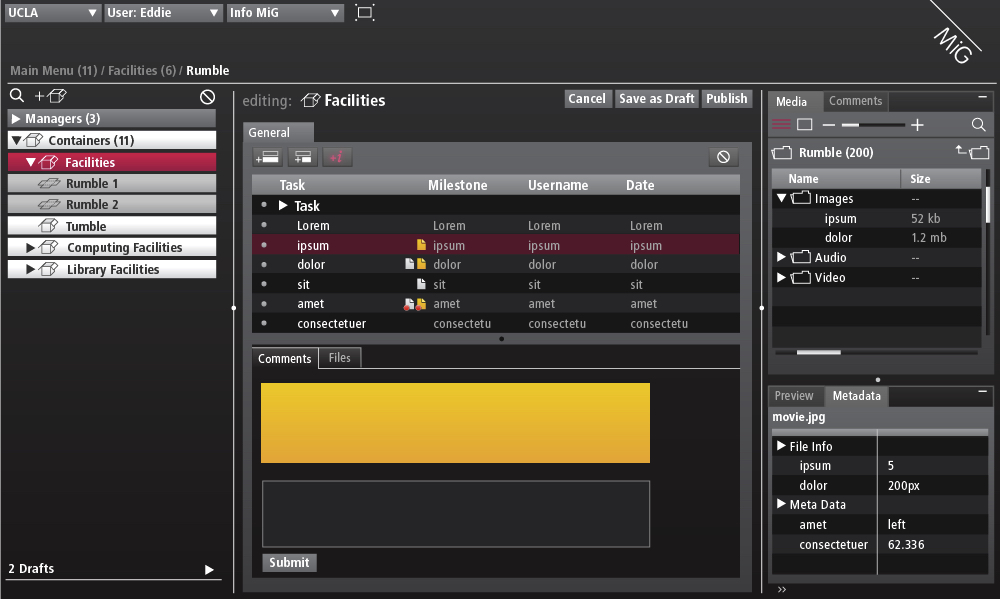 UCLA User: Eddie Info MiG
MiG
Main Menu (11) / Facilities (6) / Rumble
Managers (3)
Containers (11)
Facilities
Rumble 1
Rumble 2
Tumble
Computing Facilities
Library Facilities
2 Drafts
editing: Facilities
Cancel Save as Draft Publish
General
Task Milestone Username Date
Task
Lorem Lorem Lorem Lorem
ipsum ipsum ipsum ipsum
dolor dolor dolor dolor
sit sit sit sit
amet amet amet amet
consectetuer consectetu consectetu consectetu
Comments Files
Submit
Media Comments
Rumble (200)
Name Size
Images --
ipsum 52 kb
dolor 1.2 mb
Audio --
Video --
Preview Metadata
movie.jpg
File Info
ipsum 5
dolor 200px
Meta Data
amet left
consectetuer 62.336
>>